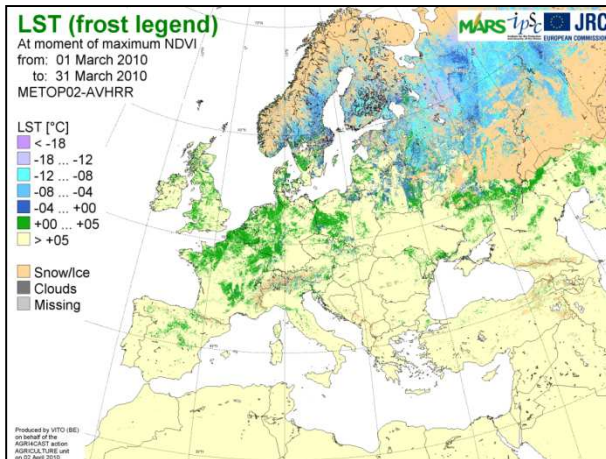 LST (frost legend)
At moment of maximum NDVI
from: 01 March 2010
to: 31 March 2010
METOP02-AVHRR
LST [°C]
< -18
-18 ... -12
-12 ... -08
-08 ... -04
-04 ... +00
+00 ... +05
> +05
Snow/Ice
Clouds
Missing
Produced by VITO (BE)
on behalf of the
AGRI4CAST action
AGRICULTURE unit
on 02 April 2010
MARS
ipsc
JRC
EUROPEAN COMMISSION